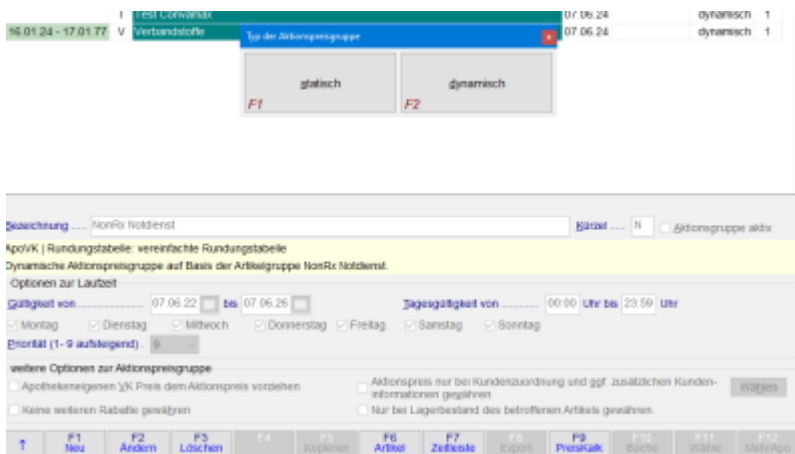 T Test Convamax 07.06.24 dynamisch 1
16.01.24 - 17.01.77 V Verbandstoffe 07.06.24 dynamisch 1
Typ der Aktionspreisgruppe
statisch
F1
dynamisch
F2
Bezeichnung ..... NonRx Notdienst Kürzel ..... N Aktionsgruppe aktiv
ApoVK | Rundungstabelle: vereinfachte Rundungstabelle
Dynamische Aktionspreisgruppe auf Basis der Artikelgruppe NonRx Notdienst.
Optionen zur Laufzeit
Gültigkeit von ..................... 07.06.22 bis 07.06.26 Tagesgültigkeit von ............ 00:00 Uhr bis 23:59 Uhr
Montag Dienstag Mittwoch Donnerstag Freitag Samstag Sonntag
Priorität (1- 9 aufsteigend) . 9
weitere Optionen zur Aktionspreisgruppe
Apothekeneigenen VK Preis dem Aktionspreis vorziehen
Aktionspreis nur bei Kundenzuordnung und ggf. zusätzlichen Kunden-
informationen gewähren
Wählen
Keine weiteren Rabatte gewähren
Nur bei Lagerbestand des betroffenen Artikels gewähren.
↑ F1 F2 F3 F4 F5 F6 F7 F8 F9 F10 F11 F12
Neu Ändern Löschen Kopieren Artikel Zeitleiste Export PreisKalk Suche Wähle MehrApo